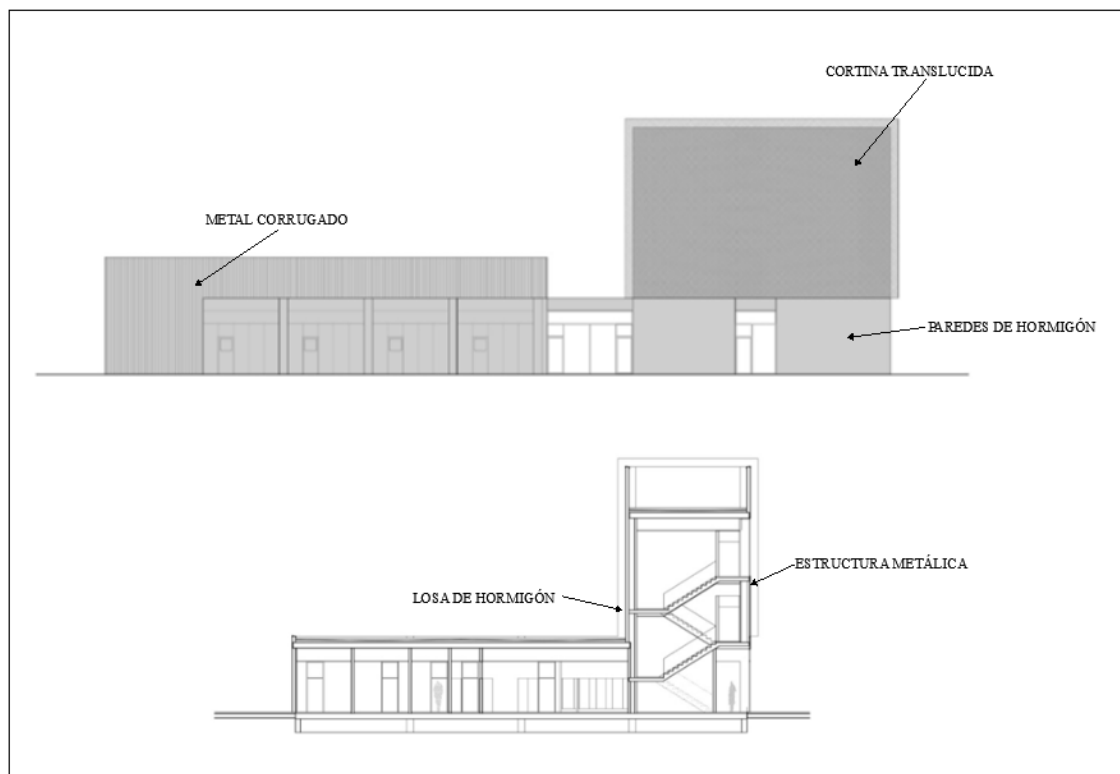 CORTINA TRANSLUCIDA
METAL CORRUGADO
PAREDES DE HORMIGÓN
ESTRUCTURA METÁLICA
LOSA DE HORMIGÓN